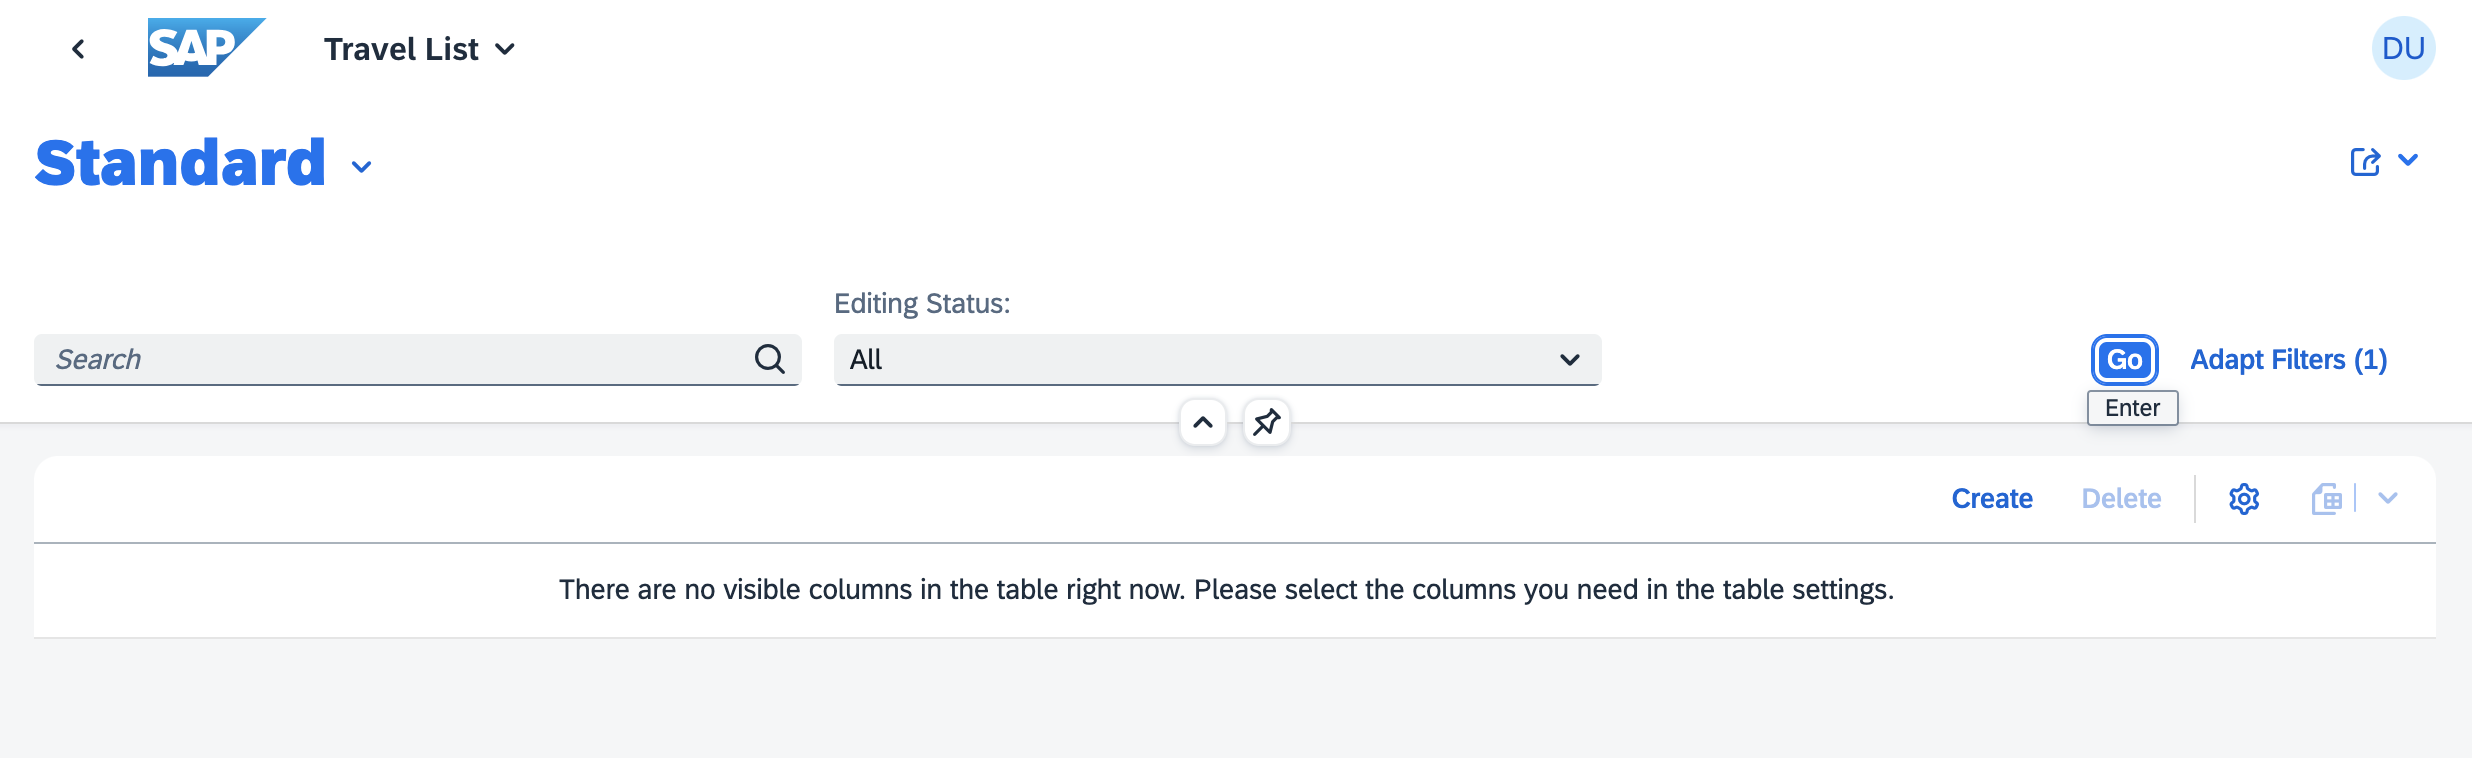 SAP
Travel List
DU
Standard
Editing Status:
Search
All
Go
Adapt Filters (1)
Enter
Create
Delete
There are no visible columns in the table right now. Please select the columns you need in the table settings.